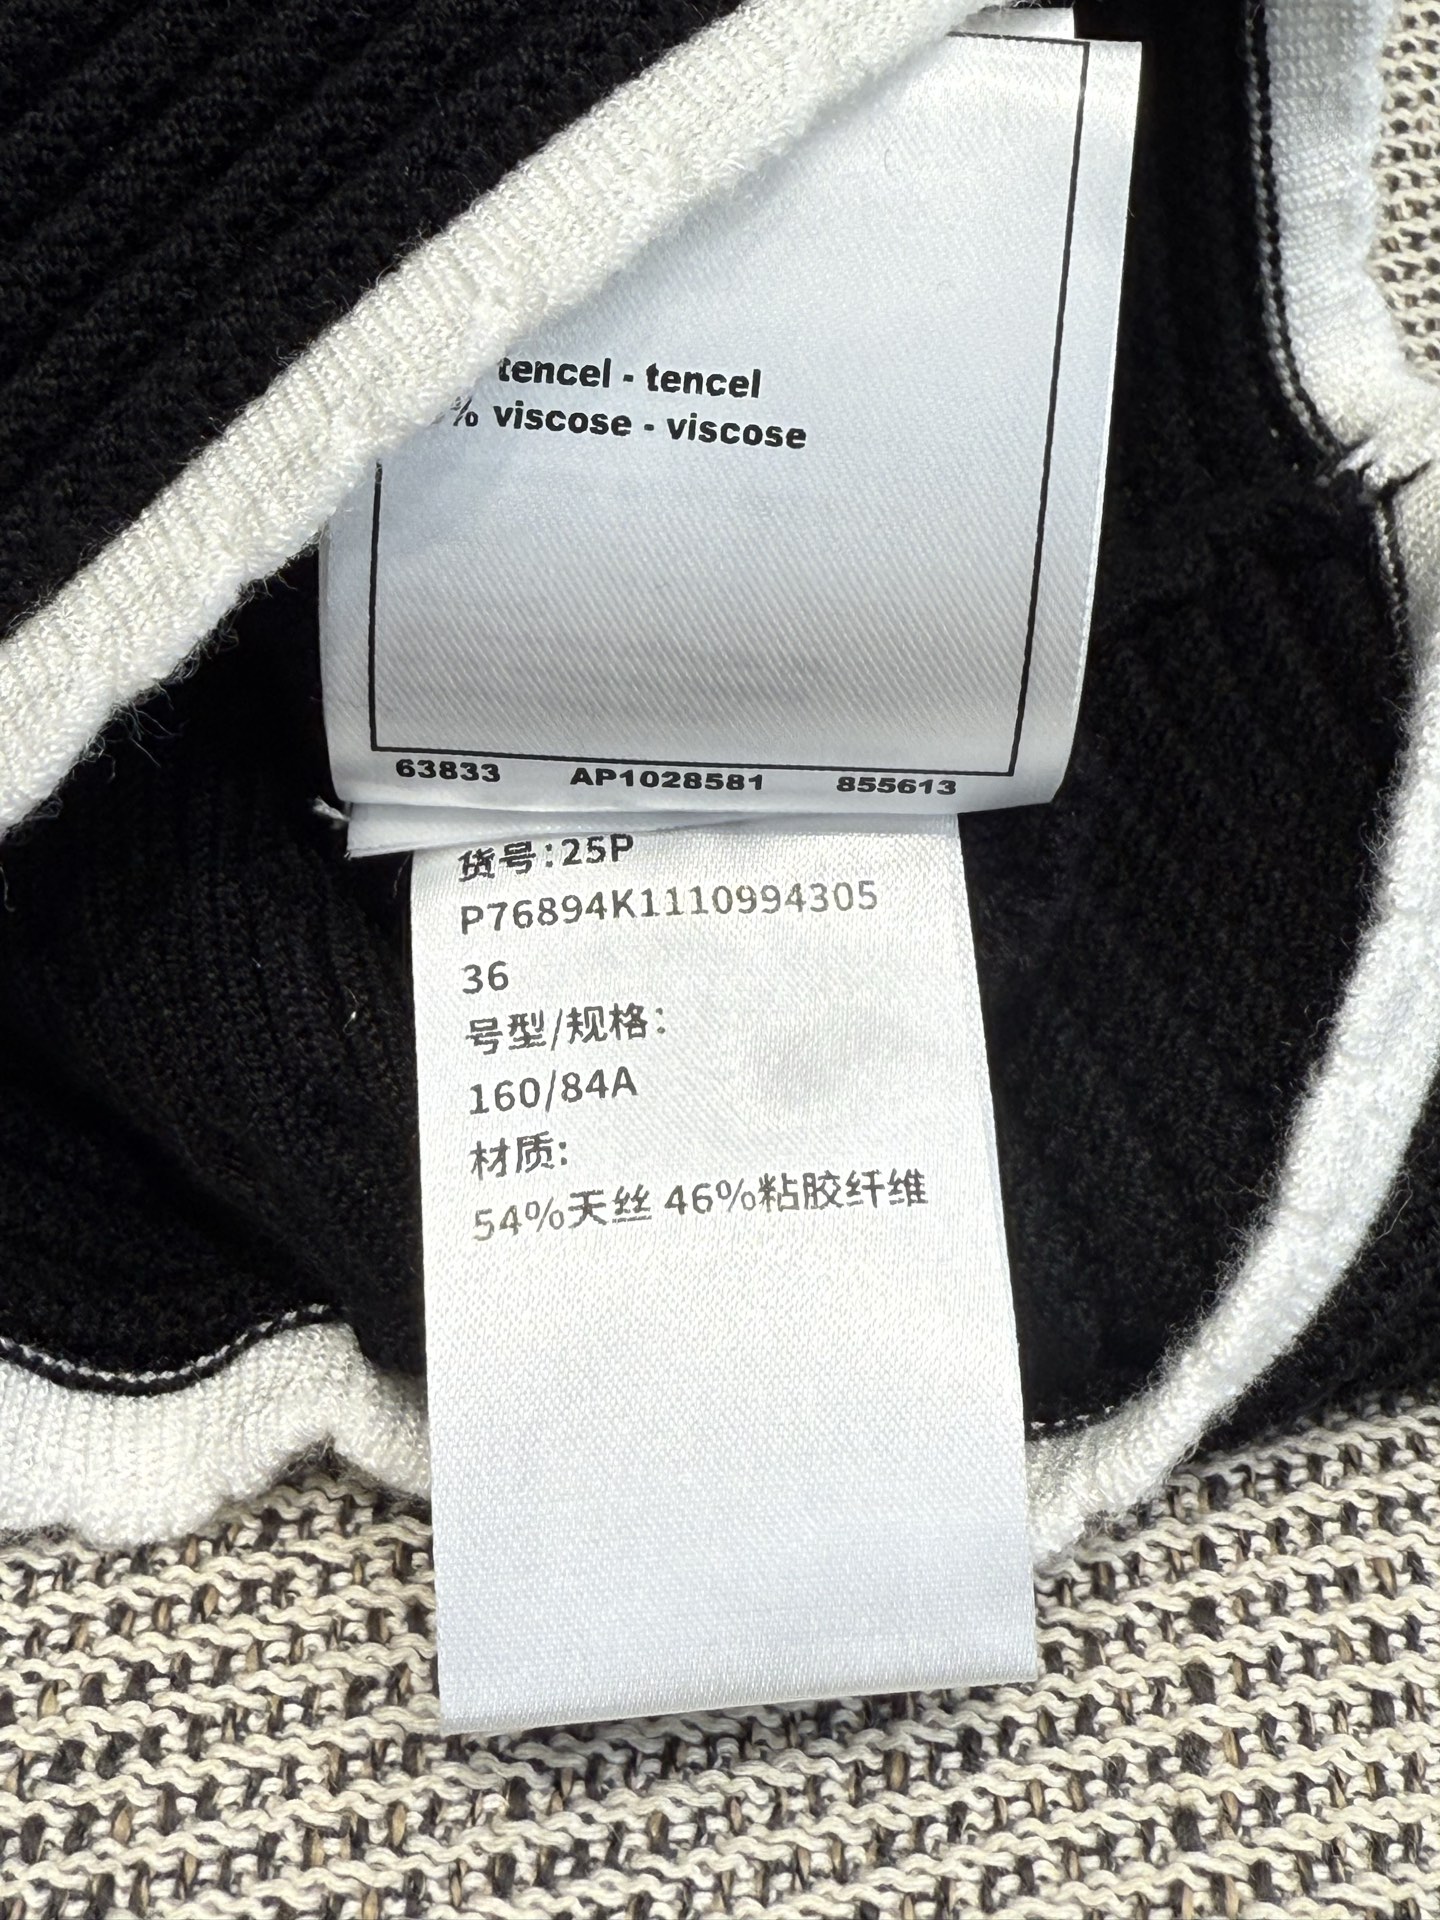 tencel - tencel
% viscose - viscose
63833 AP1028581 855613
货号:25P
P76894K1110994305
36
号型/规格:
160/84A
材质:
54%天丝 46%粘胶纤维